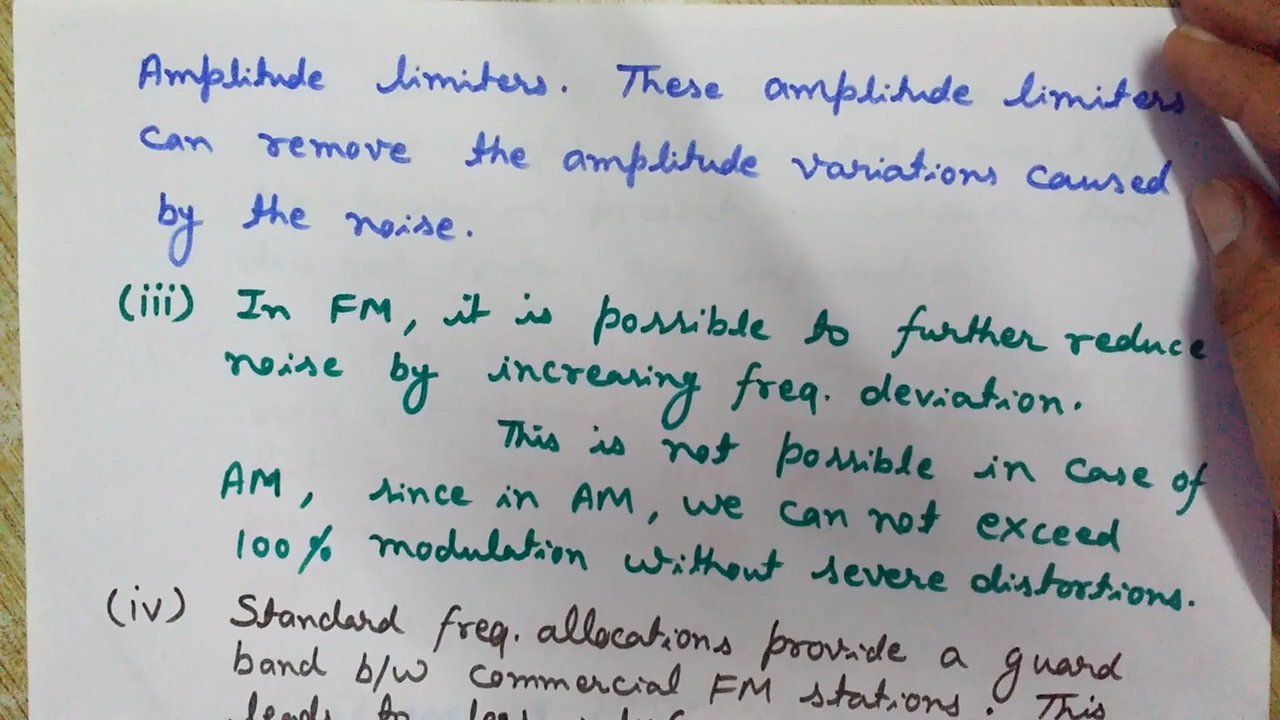 Amplitude limiters. These amplitude limiters
can remove the amplitude variations caused
by the noise.
(iii) In FM, it is possible to further reduce
noise by increasing freq. deviation.
This is not possible in case of
AM, since in AM, we can not exceed
100% modulation without severe distortions.
(iv) Standard freq. allocations provide a guard
band b/w commercial FM stations. This
leads to less